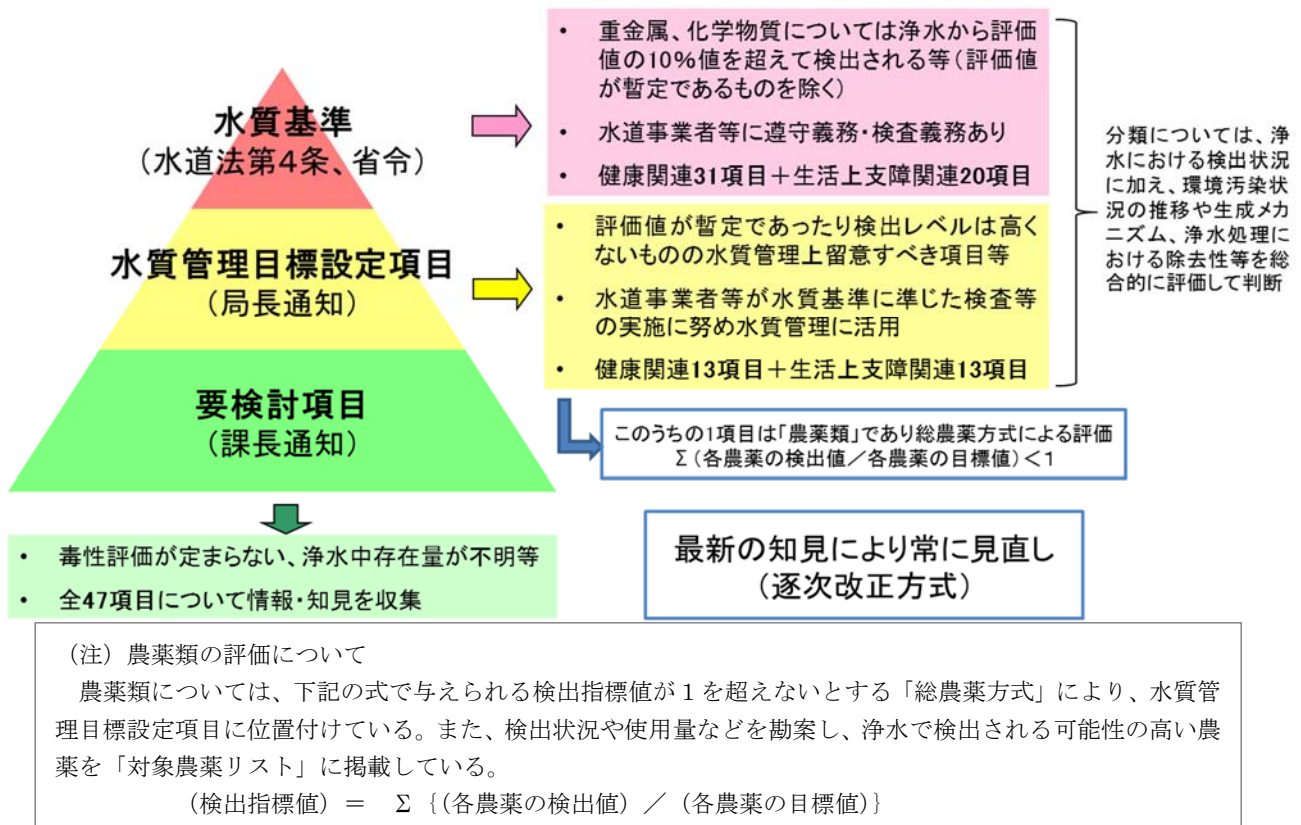 水質基準
（水道法第４条、省令）
・ 重金属、化学物質については浄水から評価
値の10％値を超えて検出される等（評価値
が暫定であるものを除く）
・ 水道事業者等に遵守義務・検査義務あり
・ 健康関連31項目＋生活上支障関連20項目
水質管理目標設定項目
（局長通知）
・ 評価値が暫定であったり検出レベルは高く
ないものの水質管理上留意すべき項目等
・ 水道事業者等が水質基準に準じた検査等
の実施に努め水質管理に活用
・ 健康関連13項目＋生活上支障関連13項目
分類については、浄
水における検出状況
に加え、環境汚染状
況の推移や生成メカ
ニズム、浄水処理に
おける除去性等を総
合的に評価して判断
このうちの1項目は「農薬類」であり総農薬方式による評価
Σ（各農薬の検出値／各農薬の目標値）＜１
要検討項目
（課長通知）
・ 毒性評価が定まらない、浄水中存在量が不明等
・ 全47項目について情報・知見を収集
最新の知見により常に見直し
（逐次改正方式）
（注）農薬類の評価について
農薬類については、下記の式で与えられる検出指標値が１を超えないとする「総農薬方式」により、水質管
理目標設定項目に位置付けている。また、検出状況や使用量などを勘案し、浄水で検出される可能性の高い農
薬を「対象農薬リスト」に掲載している。
（検出指標値）＝ Σ｛（各農薬の検出値）／（各農薬の目標値）｝